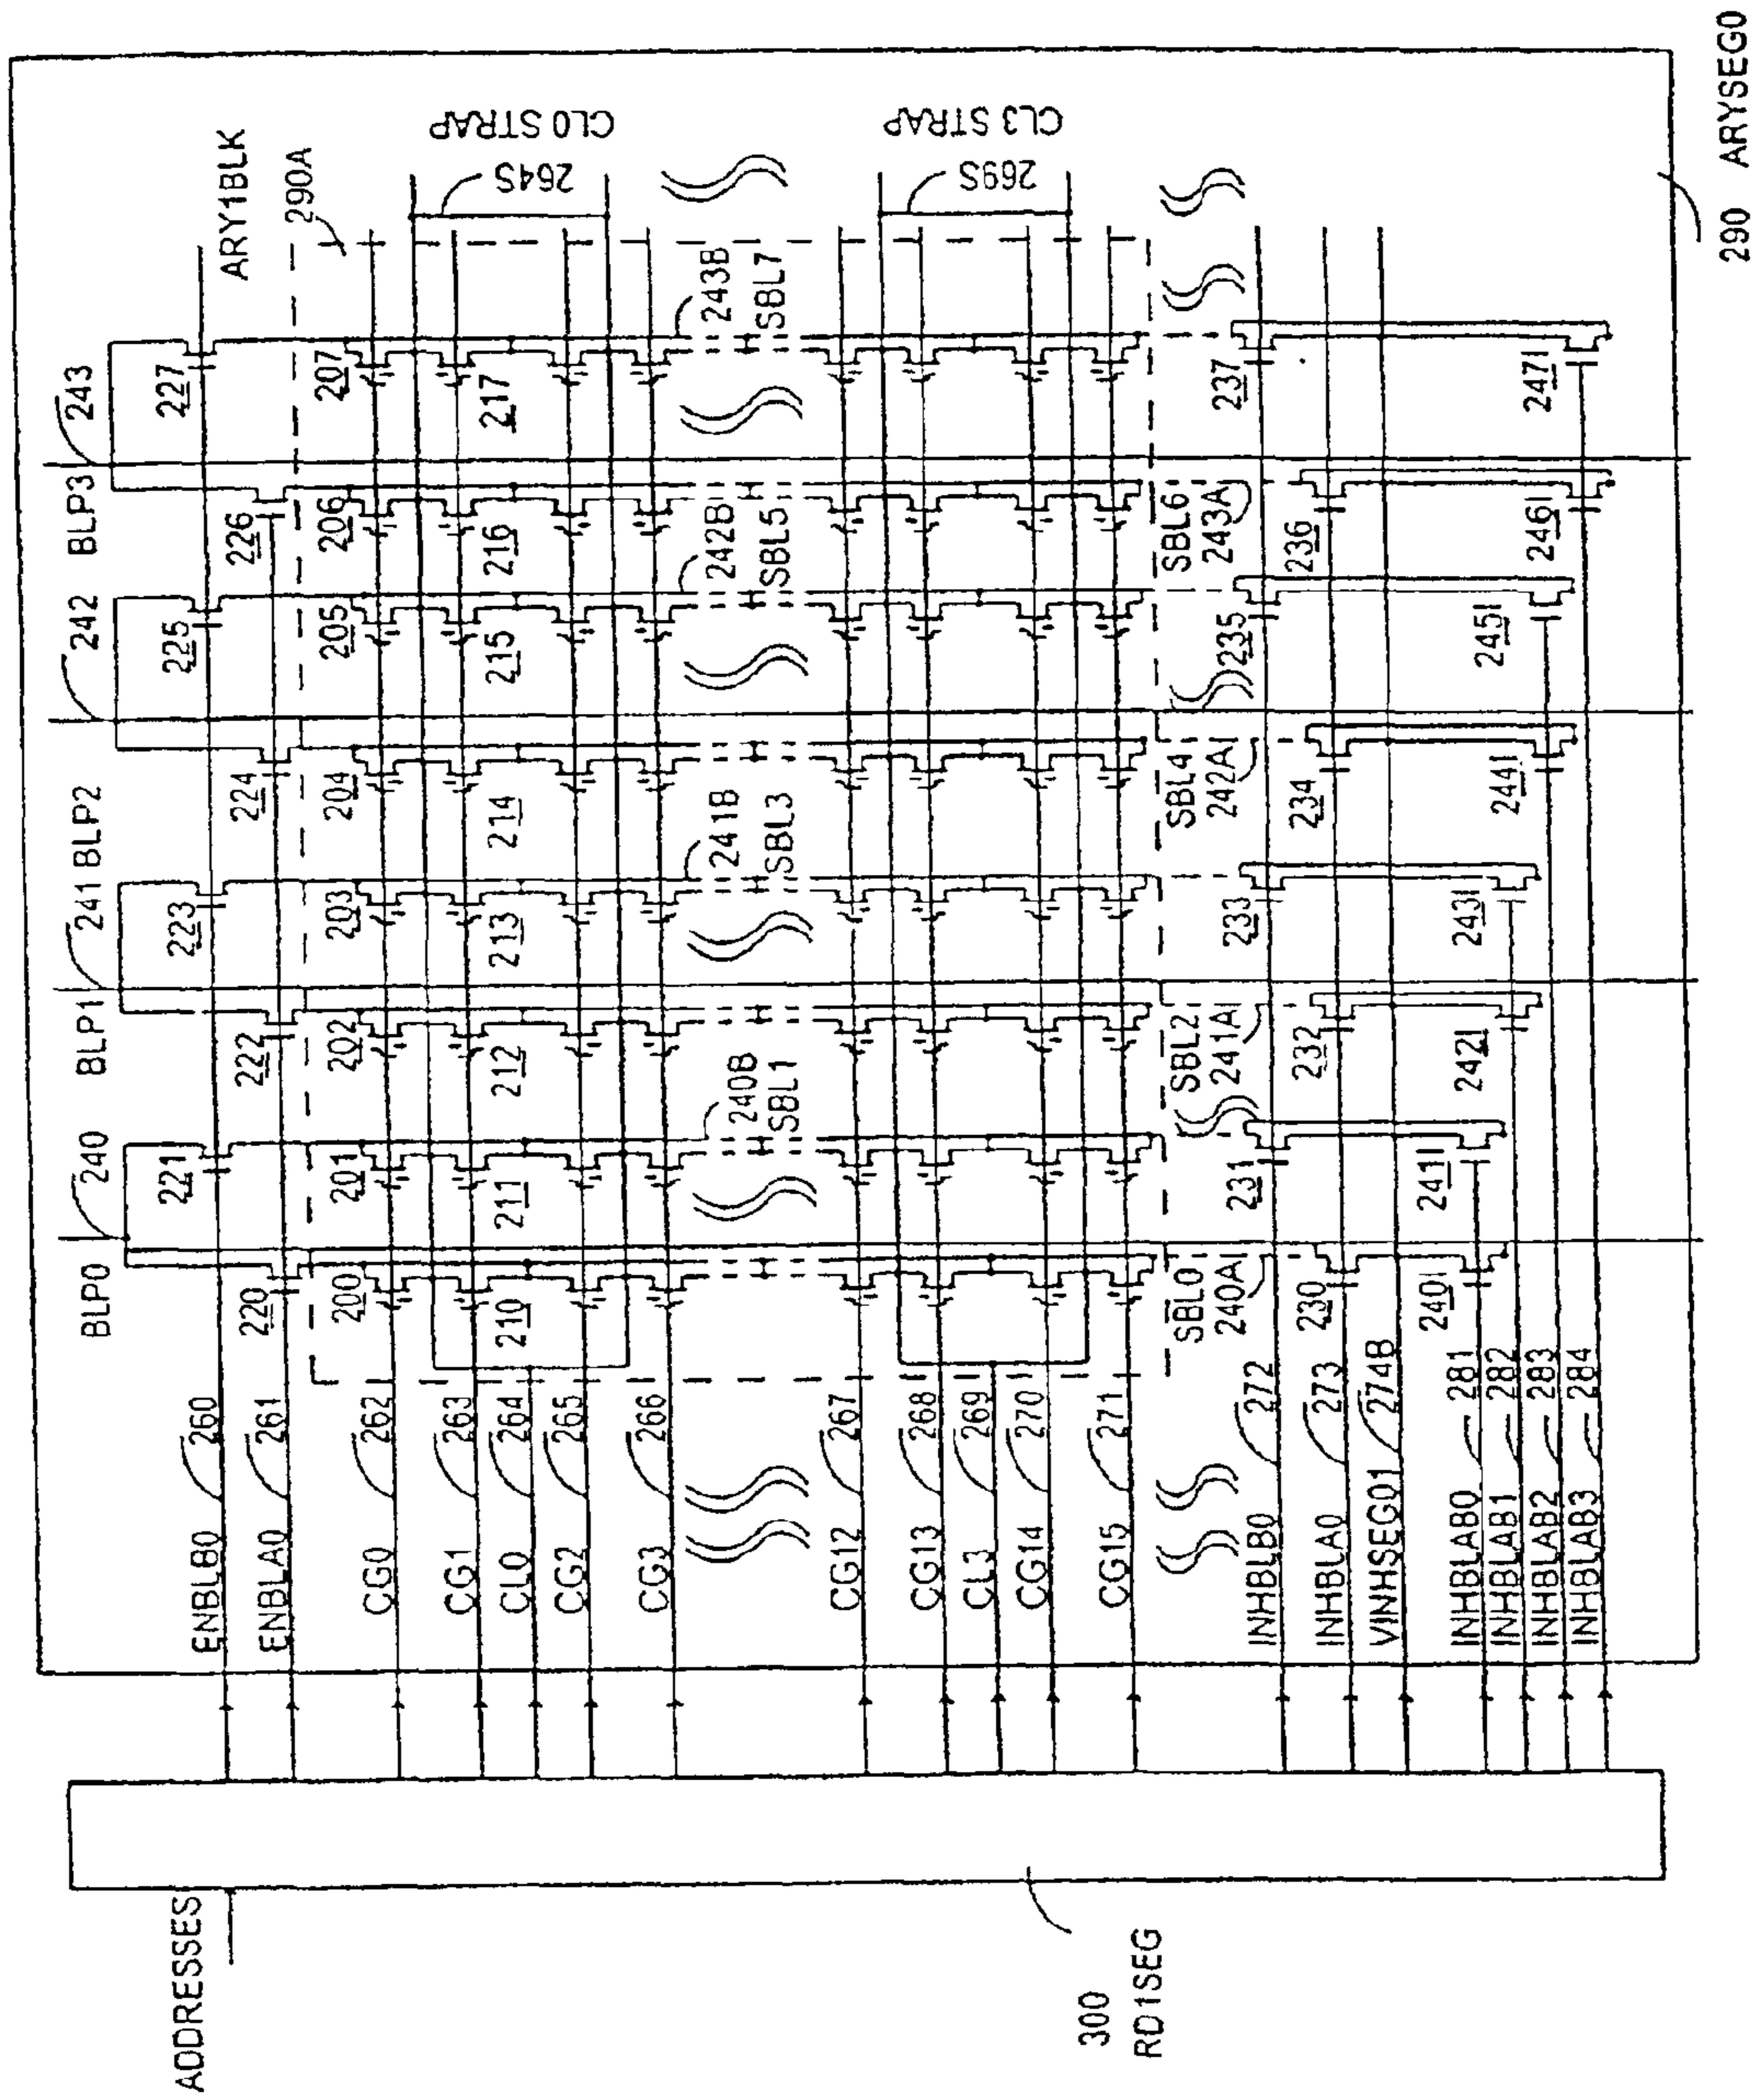 ADDRESSES
300
RD1SEG
290 ARYSEG0
BLP0
240
BLP1
241 BLP2
242
BLP3
243
ENBLB0
260
221
223
225
227
ARY1BLK
ENBLA0
261
220
222
224
226
290A
CG0
262
200
201
202
203
204
205
206
207
CG1
263
CL0
264
210
211
212
213
214
215
216
217
264S
CL0 STRAP
CG2
265
CG3
266
240B
SBL1
241B
SBL3
242B
SBL5
243B
SBL7
CG12
267
CG13
268
CL3
269
269S
CL3 STRAP
CG14
270
CG15
271
SBL0
240A
SBL2
241A
SBL4
242A
SBL6
243A
INHBLB0
272
231
233
235
237
INHBLA0
273
230
232
234
236
VINHSEG01
274B
INHBLAB0
281
240I
241I
INHBLAB1
282
242I
243I
INHBLAB2
283
244I
245I
INHBLAB3
284
246I
247I